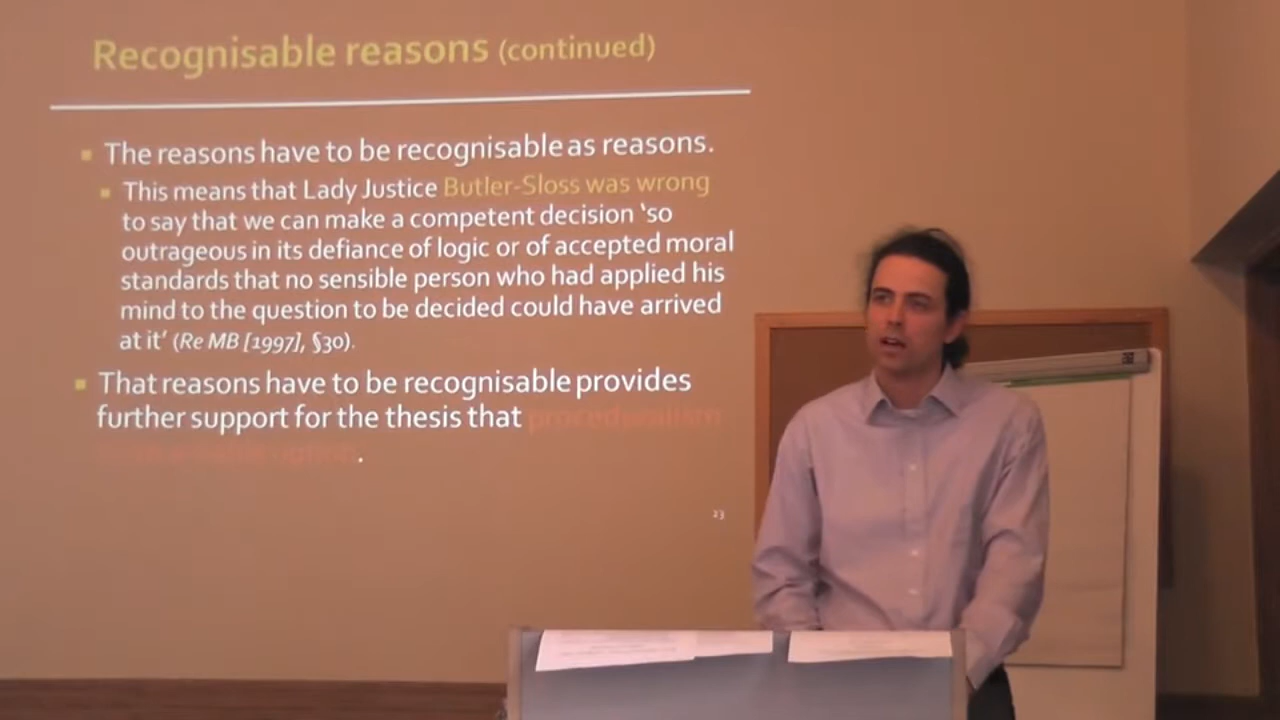 Recognisable reasons (continued)
The reasons have to be recognisable as reasons.
This means that Lady Justice Butler-Sloss was wrong
to say that we can make a competent decision ‘so
outrageous in its defiance of logic or of accepted moral
standards that no sensible person who had applied his
mind to the question to be decided could have arrived
at it’ (Re MB [1997], §30).
That reasons have to be recognisable provides
further support for the thesis that proceduralism
.
23